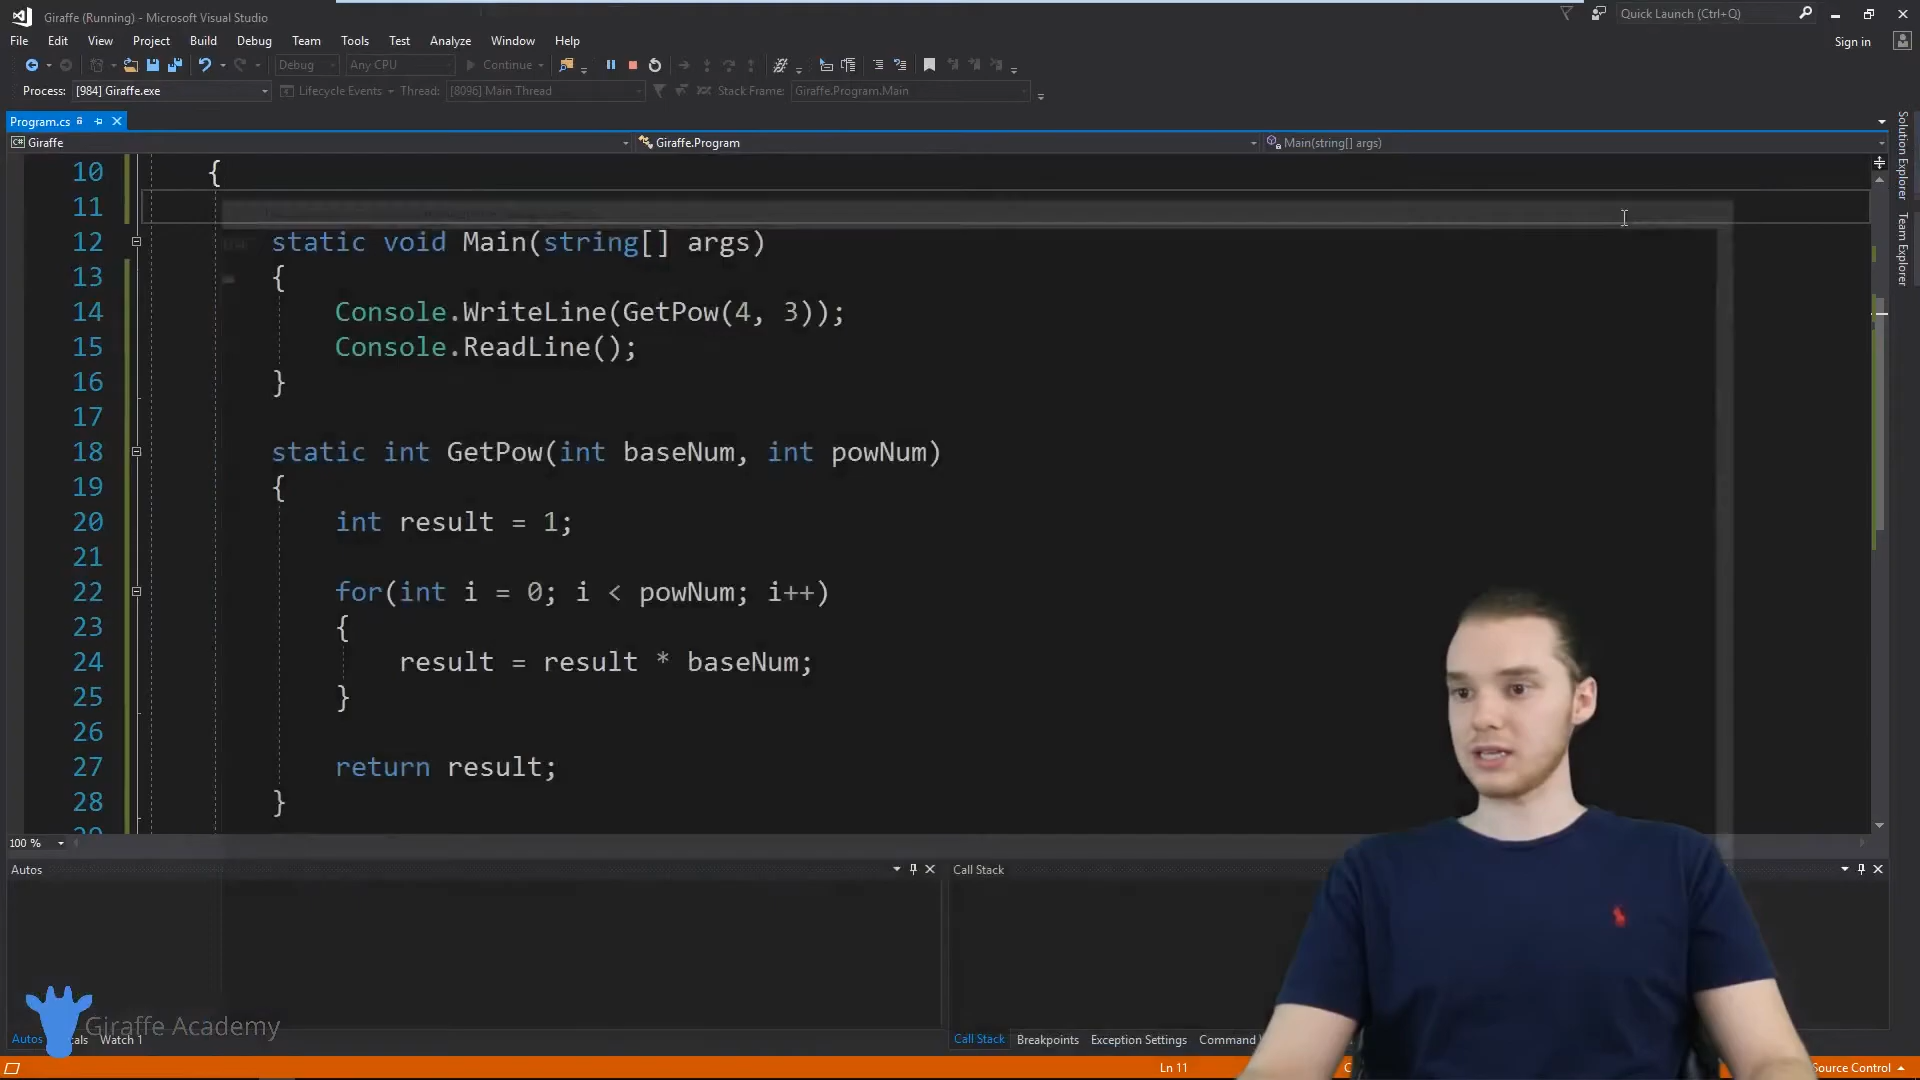 Giraffe (Running) - Microsoft Visual Studio
Quick Launch (Ctrl+Q)
File Edit View Project Build Debug Team Tools Test Analyze Window Help
Sign in
Debug Any CPU Continue
Process: [984] Giraffe.exe Lifecycle Events Thread: [8096] Main Thread Stack Frame: Giraffe.Program.Main
Program.cs
Giraffe Giraffe.Program Main(string[] args)
10 {
11
12 static void Main(string[] args)
13 {
14 Console.WriteLine(GetPow(4, 3));
15 Console.ReadLine();
16 }
17
18 static int GetPow(int baseNum, int powNum)
19 {
20 int result = 1;
21
22 for(int i = 0; i < powNum; i++)
23 {
24 result = result * baseNum;
25 }
26
27 return result;
28 }
Solution Explorer
Team Explorer
100 %
Autos
Call Stack
Giraffe Academy
Autos Watch 1
Call Stack Breakpoints Exception Settings Command
Ln 11
Source Control